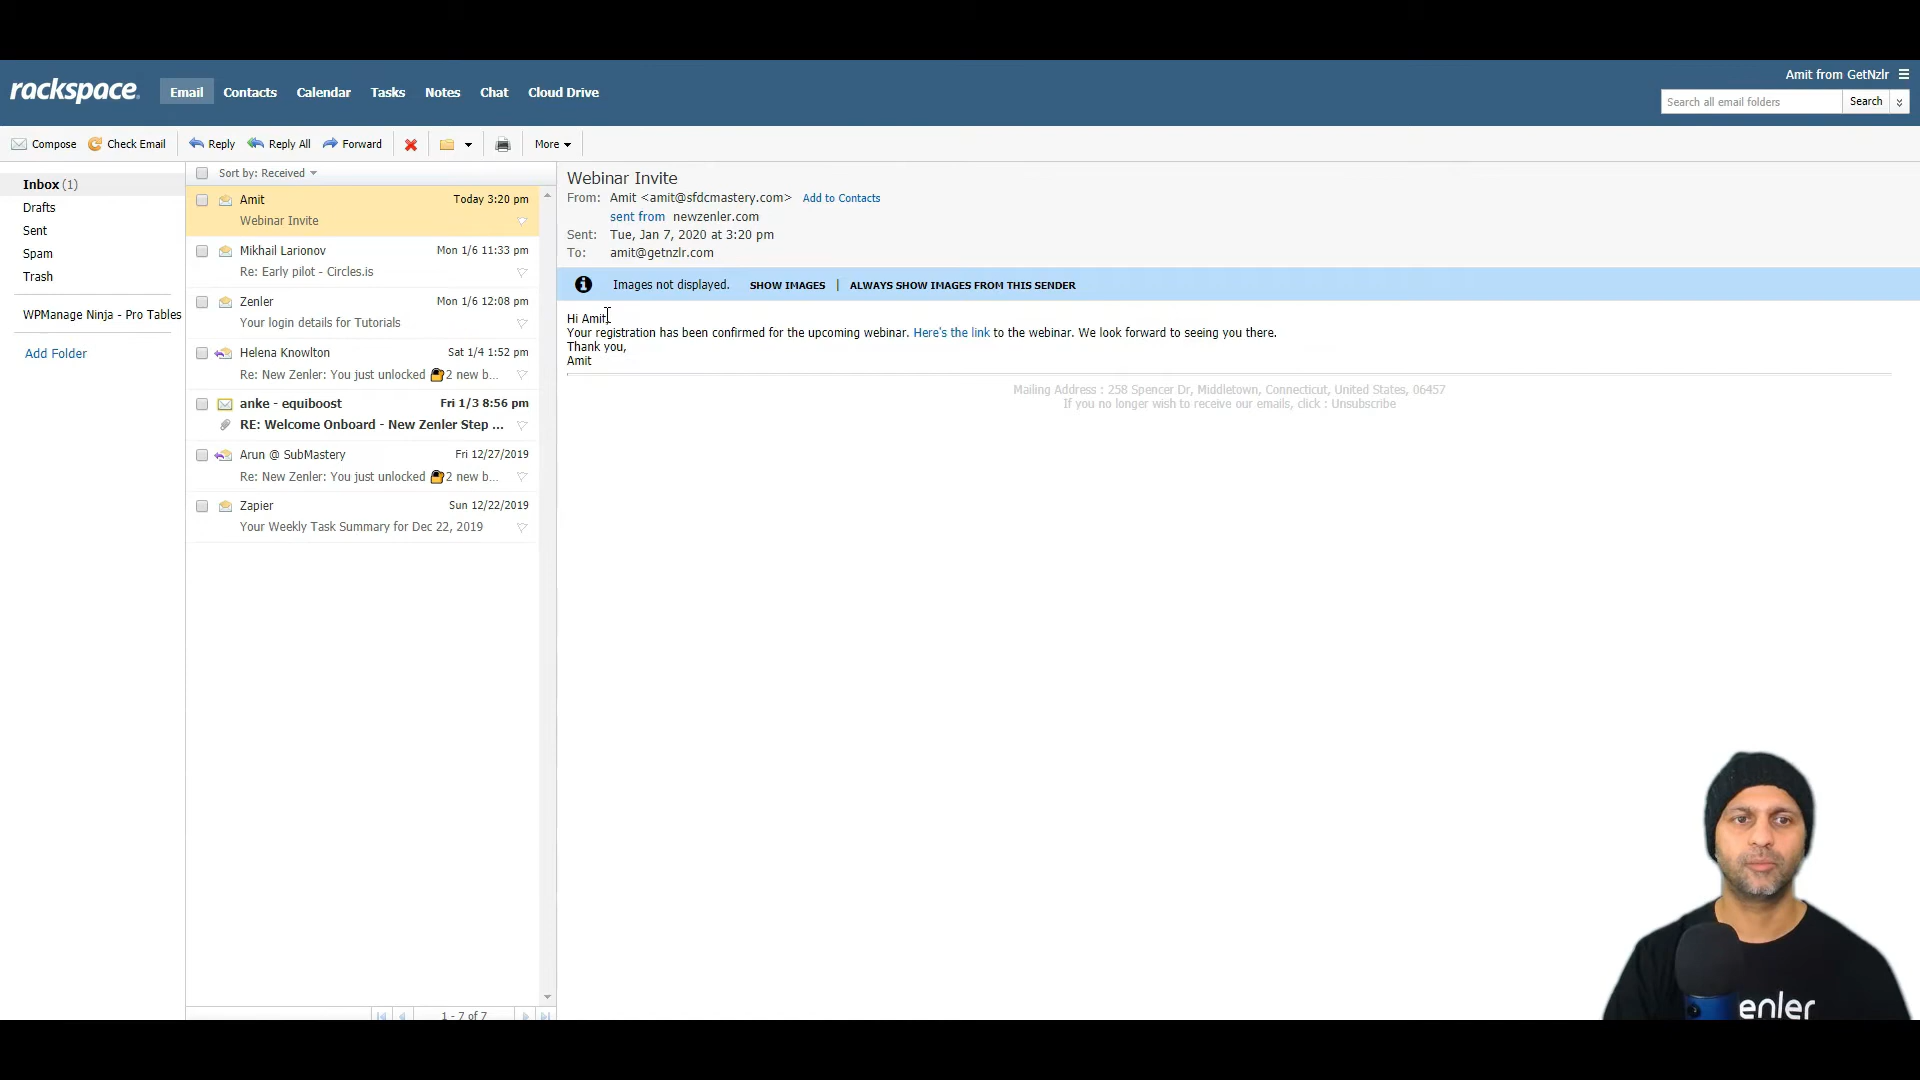 rackspace.
Email Contacts Calendar Tasks Notes Chat Cloud Drive
Amit from GetNzlr
Search all email folders Search
Compose Check Email Reply Reply All Forward More
Inbox (1)
Drafts
Sent
Spam
Trash
WPManage Ninja - Pro Tables
Add Folder
Sort by: Received
Amit Today 3:20 pm
Webinar Invite
Mikhail Larionov Mon 1/6 11:33 pm
Re: Early pilot - Circles.is
Zenler Mon 1/6 12:08 pm
Your login details for Tutorials
Helena Knowlton Sat 1/4 1:52 pm
Re: New Zenler: You just unlocked 🔓2 new b...
anke - equiboost Fri 1/3 8:56 pm
RE: Welcome Onboard - New Zenler Step ...
Arun @ SubMastery Fri 12/27/2019
Re: New Zenler: You just unlocked 🔓2 new b...
Zapier Sun 12/22/2019
Your Weekly Task Summary for Dec 22, 2019
1 - 7 of 7
Webinar Invite
From: Amit <amit@sfdcmastery.com> Add to Contacts
sent from newzenler.com
Sent: Tue, Jan 7, 2020 at 3:20 pm
To: amit@getnzlr.com
Images not displayed. SHOW IMAGES | ALWAYS SHOW IMAGES FROM THIS SENDER
Hi Amit,
Your registration has been confirmed for the upcoming webinar. Here's the link to the webinar. We look forward to seeing you there.
Thank you,
Amit
Mailing Address : 258 Spencer Dr, Middletown, Connecticut, United States, 06457
If you no longer wish to receive our emails, click : Unsubscribe
enler